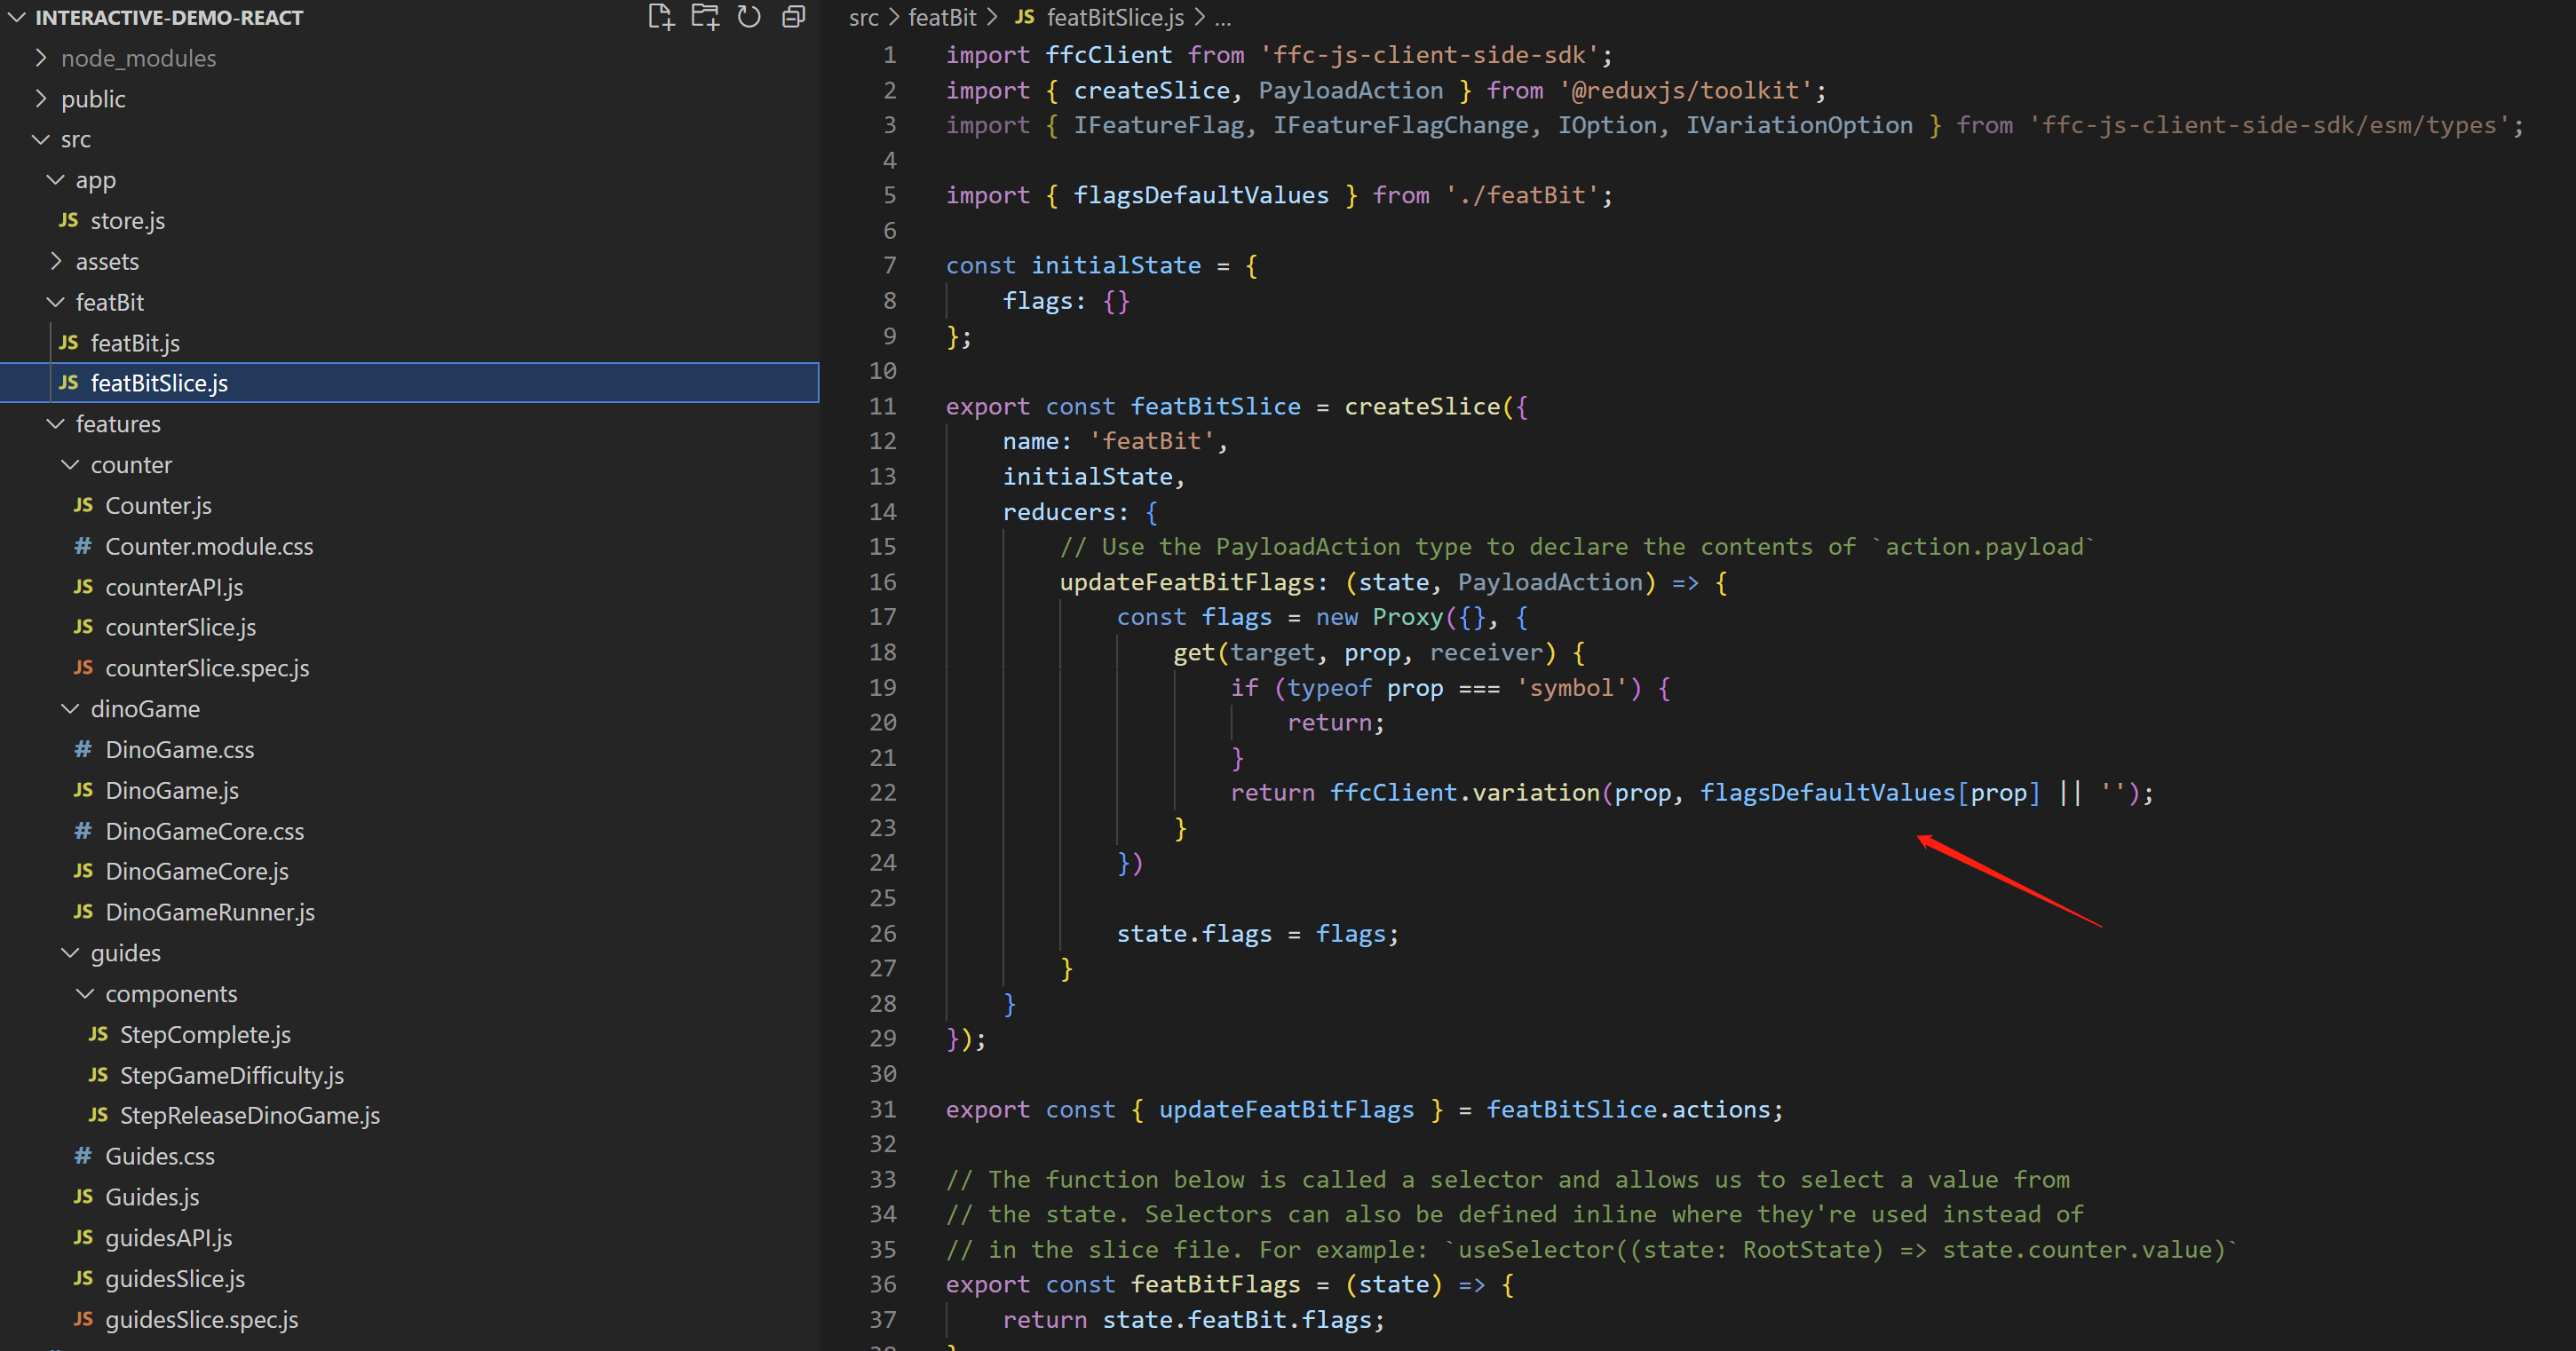 INTERACTIVE-DEMO-REACT
node_modules
public
src
app
JS store.js
assets
featBit
JS featBit.js
JS featBitSlice.js
features
counter
JS Counter.js
# Counter.module.css
JS counterAPI.js
JS counterSlice.js
JS counterSlice.spec.js
dinoGame
# DinoGame.css
JS DinoGame.js
# DinoGameCore.css
JS DinoGameCore.js
JS DinoGameRunner.js
guides
components
JS StepComplete.js
JS StepGameDifficulty.js
JS StepReleaseDinoGame.js
# Guides.css
JS Guides.js
JS guidesAPI.js
JS guidesSlice.js
JS guidesSlice.spec.js
src > featBit > JS featBitSlice.js > ...
1 import ffcClient from 'ffc-js-client-side-sdk';
2 import { createSlice, PayloadAction } from '@reduxjs/toolkit';
3 import { IFeatureFlag, IFeatureFlagChange, IOption, IVariationOption } from 'ffc-js-client-side-sdk/esm/types';
4
5 import { flagsDefaultValues } from './featBit';
6
7 const initialState = {
8 flags: {}
9 };
10
11 export const featBitSlice = createSlice({
12 name: 'featBit',
13 initialState,
14 reducers: {
15 // Use the PayloadAction type to declare the contents of `action.payload`
16 updateFeatBitFlags: (state, PayloadAction) => {
17 const flags = new Proxy({}, {
18 get(target, prop, receiver) {
19 if (typeof prop === 'symbol') {
20 return;
21 }
22 return ffcClient.variation(prop, flagsDefaultValues[prop] || '');
23 }
24 })
25
26 state.flags = flags;
27 }
28 }
29 });
30
31 export const { updateFeatBitFlags } = featBitSlice.actions;
32
33 // The function below is called a selector and allows us to select a value from
34 // the state. Selectors can also be defined inline where they're used instead of
35 // in the slice file. For example: `useSelector((state: RootState) => state.counter.value)`
36 export const featBitFlags = (state) => {
37 return state.featBit.flags;